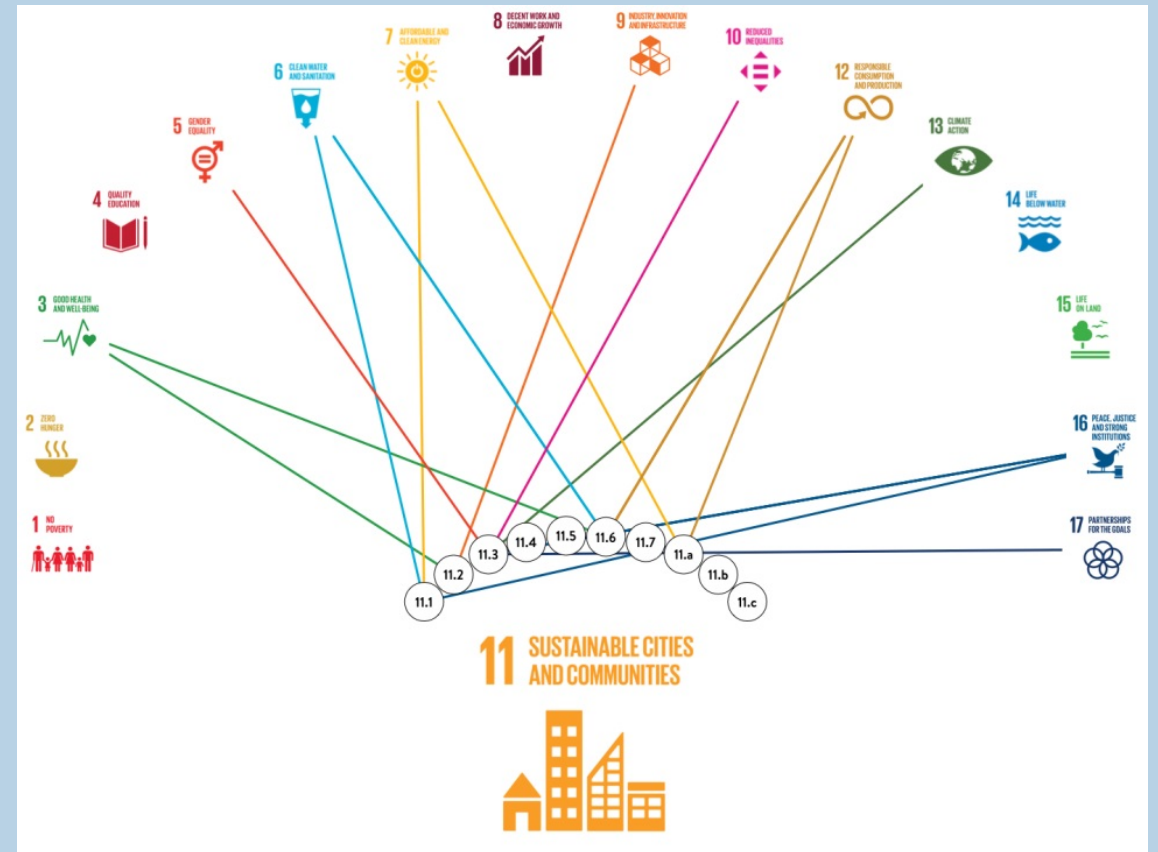 1 NO
POVERTY
2 ZERO
HUNGER
3 GOOD HEALTH
AND WELL-BEING
4 QUALITY
EDUCATION
5 GENDER
EQUALITY
6 CLEAN WATER
AND SANITATION
7 AFFORDABLE AND
CLEAN ENERGY
8 DECENT WORK AND
ECONOMIC GROWTH
9 INDUSTRY, INNOVATION
AND INFRASTRUCTURE
10 REDUCED
INEQUALITIES
12 RESPONSIBLE
CONSUMPTION
AND PRODUCTION
13 CLIMATE
ACTION
14 LIFE
BELOW WATER
15 LIFE
ON LAND
16 PEACE, JUSTICE
AND STRONG
INSTITUTIONS
17 PARTNERSHIPS
FOR THE GOALS
11.1
11.2
11.3
11.4
11.5
11.6
11.7
11.a
11.b
11.c
11 SUSTAINABLE CITIES
AND COMMUNITIES